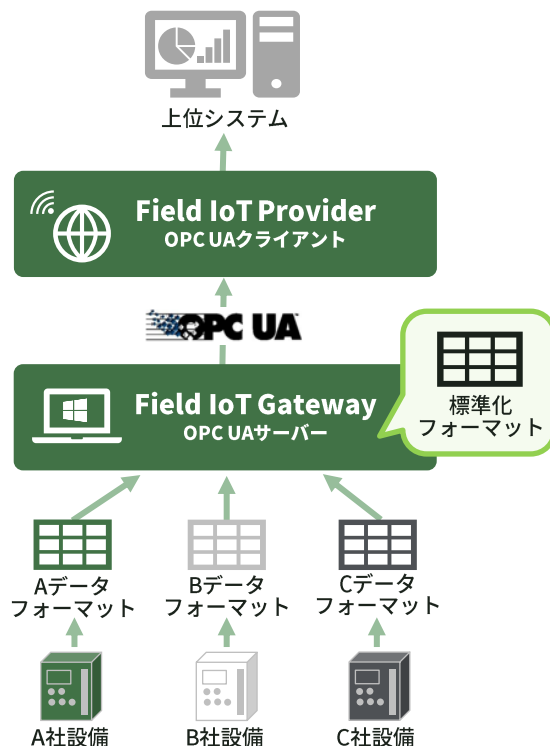 上位システム
Field IoT Provider
OPC UAクライアント
OPC UA
Field IoT Gateway
OPC UAサーバー
標準化
フォーマット
Aデータ
フォーマット
Bデータ
フォーマット
Cデータ
フォーマット
A社設備
B社設備
C社設備